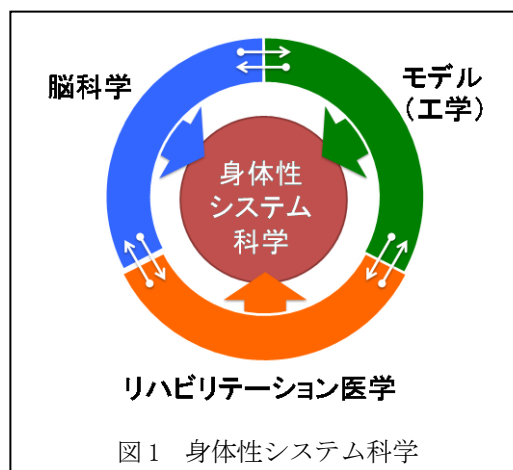 脳科学
モデル
（工学）
身体性
システム
科学
リハビリテーション医学
図1 身体性システム科学